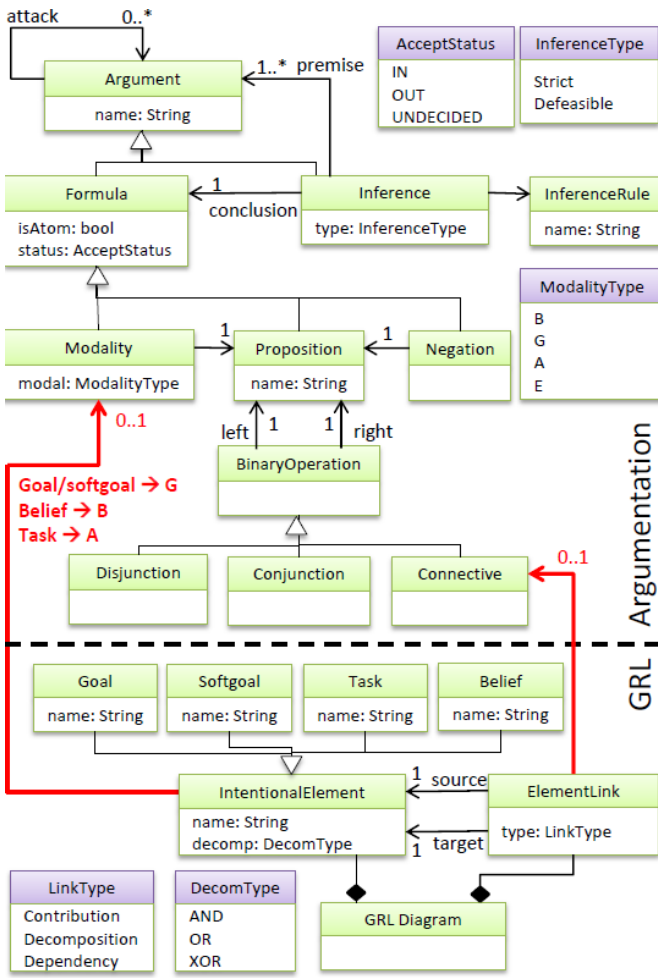 attack
0..*
Argument
name: String
1..* premise
AcceptStatus
IN
OUT
UNDECIDED
InferenceType
Strict
Defeasible
Formula
isAtom: bool
status: AcceptStatus
1
conclusion
Inference
type: InferenceType
InferenceRule
name: String
ModalityType
B
G
A
E
Modality
modal: ModalityType
1
Proposition
name: String
1
Negation
0..1
left
1
1
right
BinaryOperation
Goal/softgoal → G
Belief → B
Task → A
Disjunction
Conjunction
Connective
0..1
Argumentation
GRL
Goal
name: String
Softgoal
name: String
Task
name: String
Belief
name: String
IntentionalElement
name: String
decomp: DecomType
1
source
1
target
ElementLink
type: LinkType
LinkType
Contribution
Decomposition
Dependency
DecomType
AND
OR
XOR
GRL Diagram